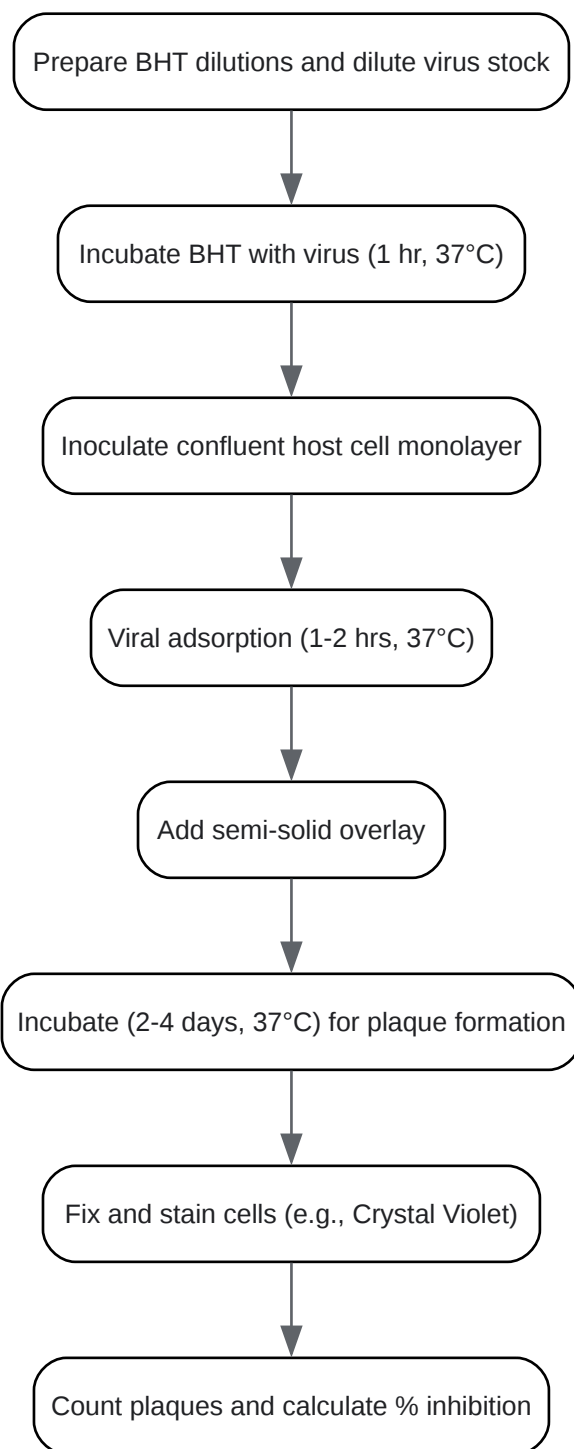 Prepare BHT dilutions and dilute virus stock
Incubate BHT with virus (1 hr, 37°C)
Inoculate confluent host cell monolayer
Viral adsorption (1-2 hrs, 37°C)
Add semi-solid overlay
Incubate (2-4 days, 37°C) for plaque formation
Fix and stain cells (e.g., Crystal Violet)
Count plaques and calculate % inhibition